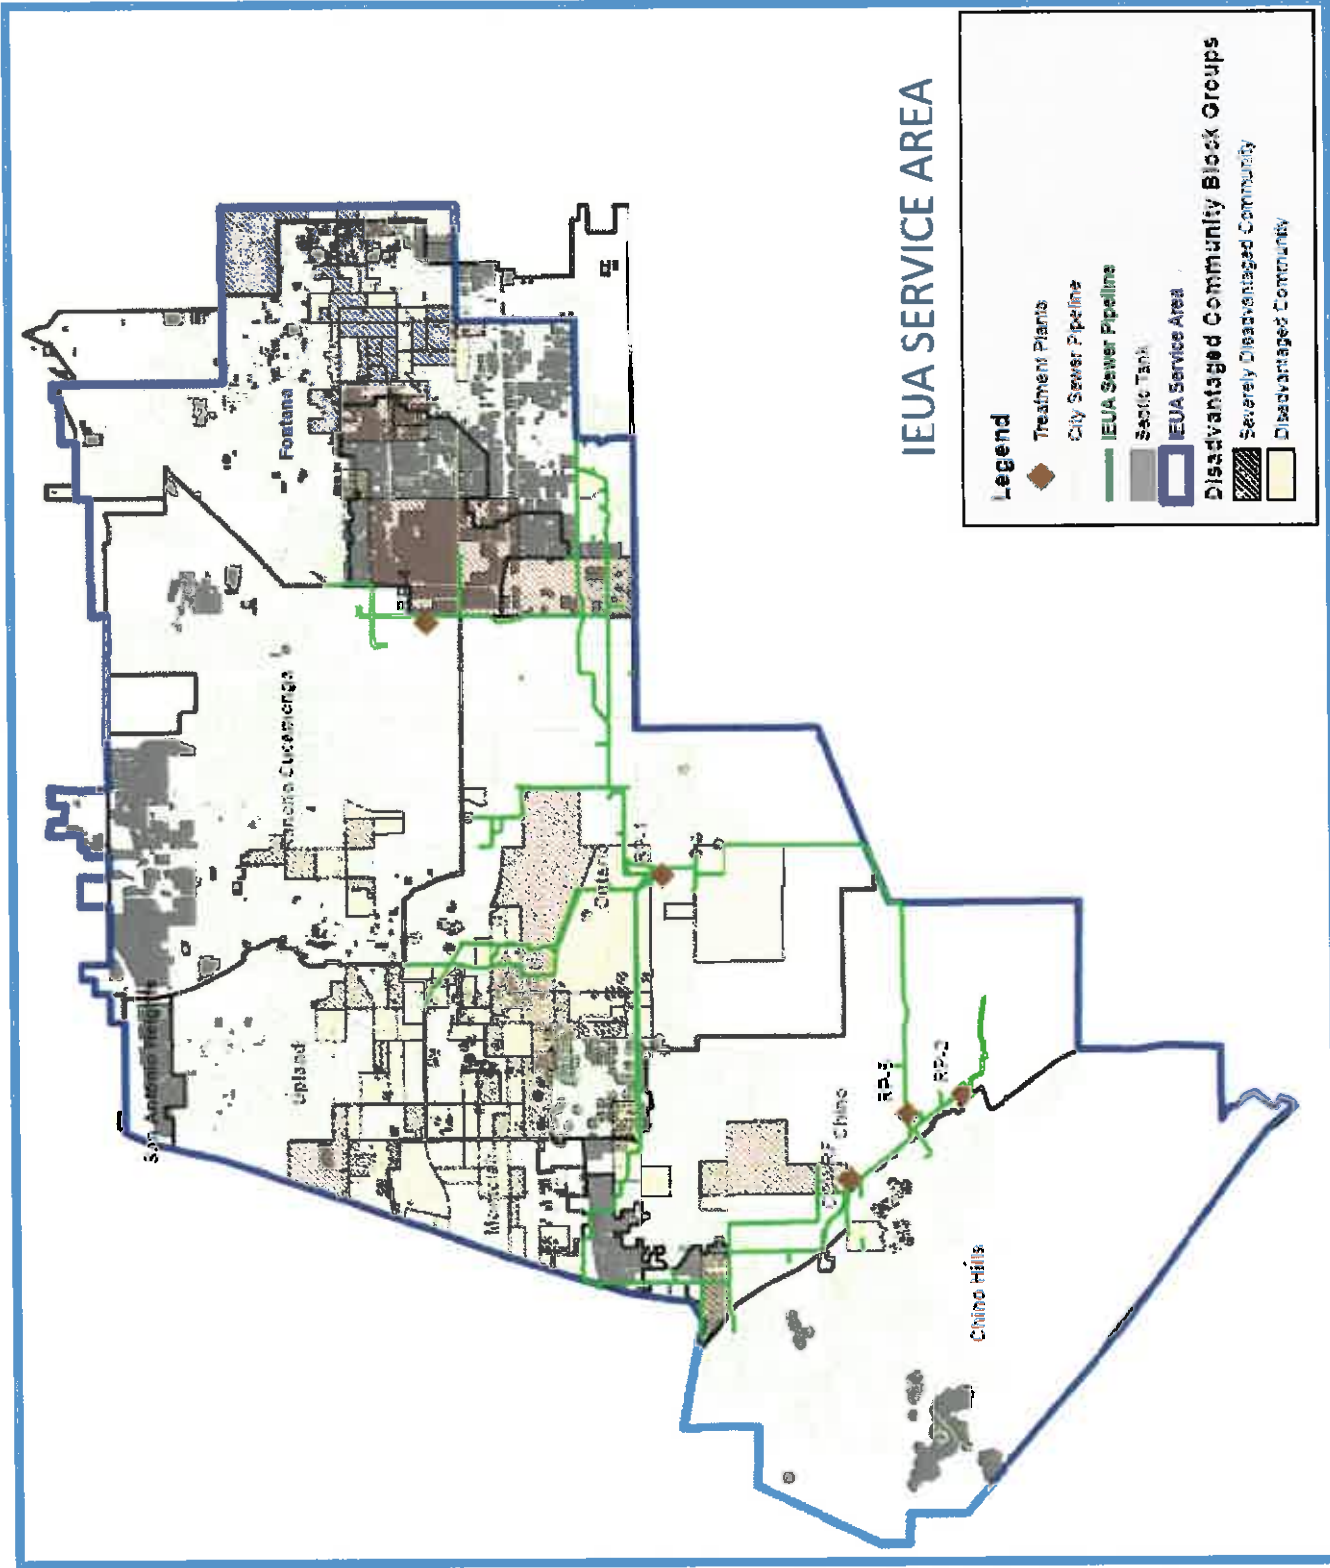 IEUA SERVICE AREA
Legend
Treatment Plants
City Sewer Pipeline
IEUA Sewer Pipeline
Septic Tank
IEUA Service Area
Disadvantaged Community Block Groups
Severely Disadvantaged Community
Disadvantaged Community
San Antonio Heights
Upland
Rancho Cucamonga
Fontana
Montclair
Ontario
RP-1
Chino
RP-5
RP-2
Chino Hills